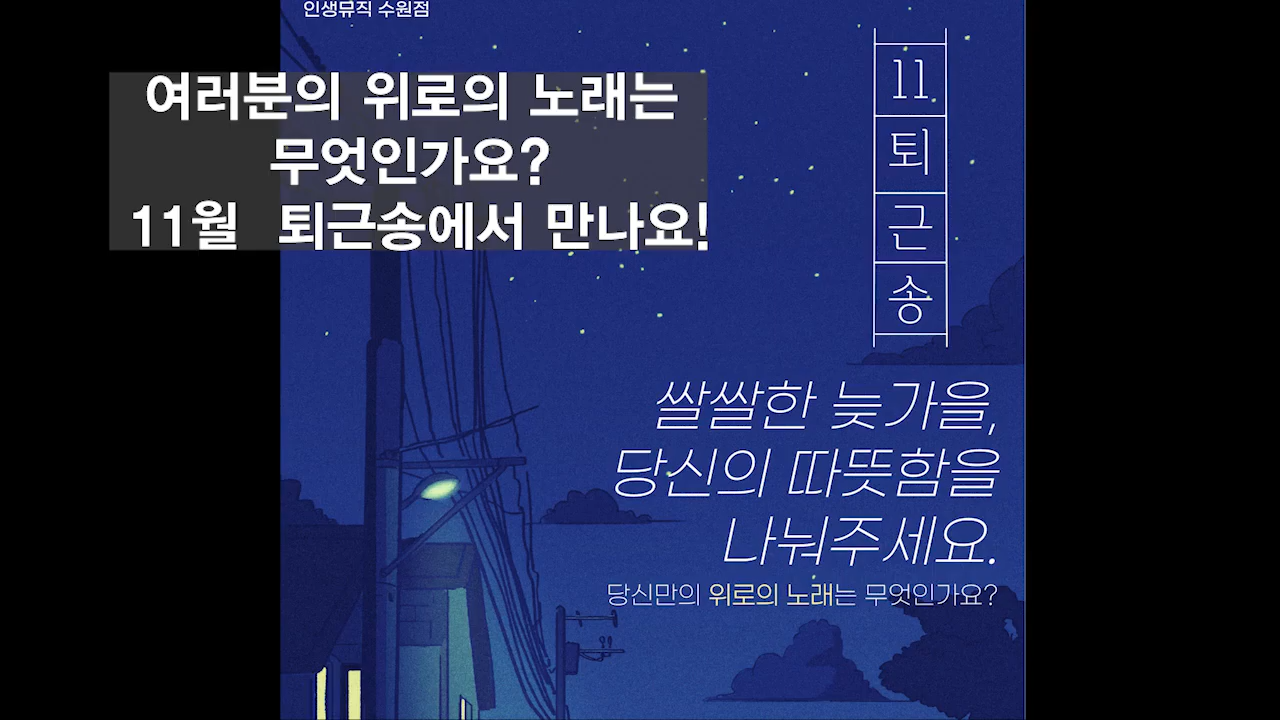 인생뮤직 수원점
여러분의 위로의 노래는
무엇인가요?
11월 퇴근송에서 만나요!
11
퇴
근
송
쌀쌀한 늦가을,
당신의 따뜻함을
나눠주세요.
당신만의 위로의 노래는 무엇인가요?